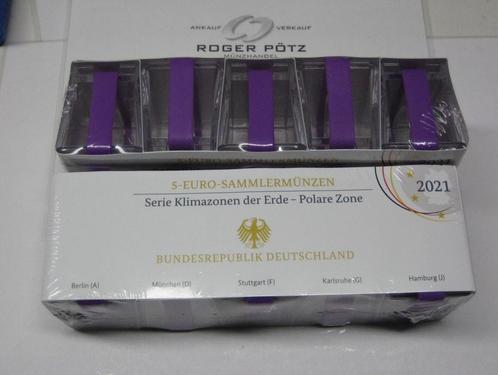 ANKAUF VERKAUF
ROGER PÖTZ
MÜNZHANDEL
5-EURO-SAMMLERMÜNZEN
2021
Serie Klimazonen der Erde – Polare Zone
BUNDESREPUBLIK DEUTSCHLAND
Berlin (A) München (D) Stuttgart (F) Karlsruhe (G) Hamburg (J)